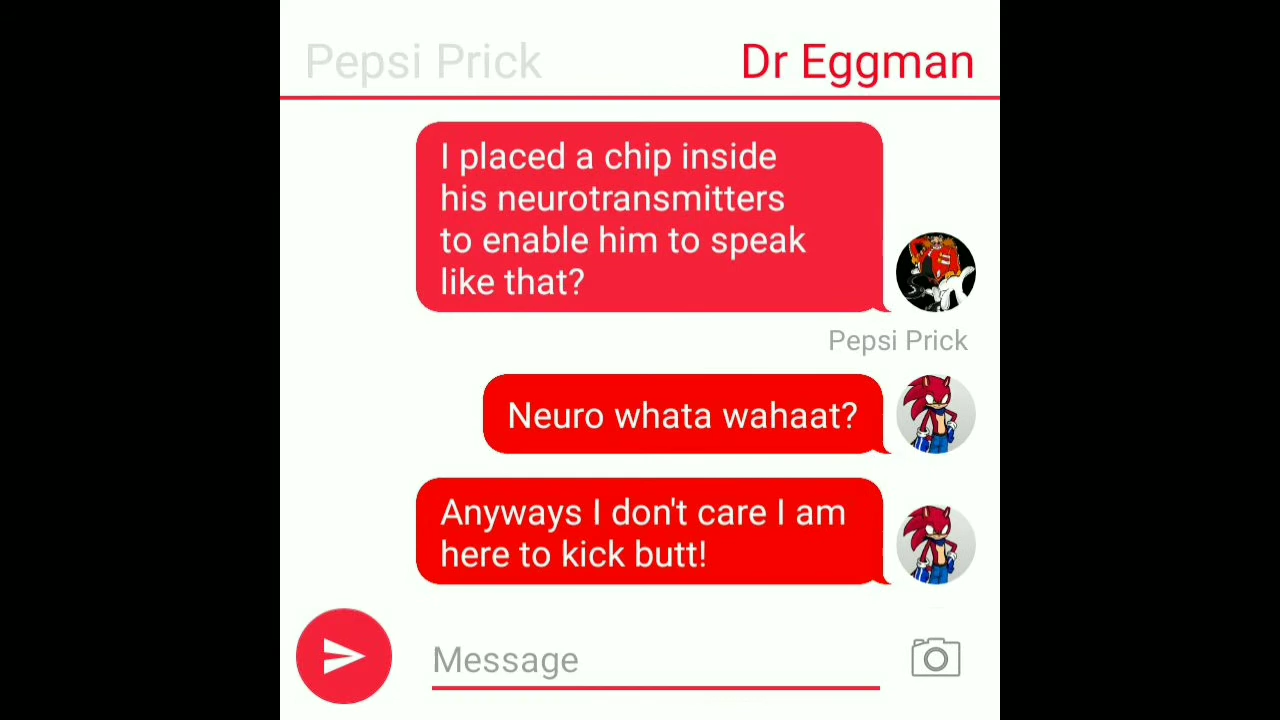 Pepsi Prick
Dr Eggman
I placed a chip inside
his neurotransmitters
to enable him to speak
like that?
Pepsi Prick
Neuro whata wahaat?
Anyways I don't care I am
here to kick butt!
Message